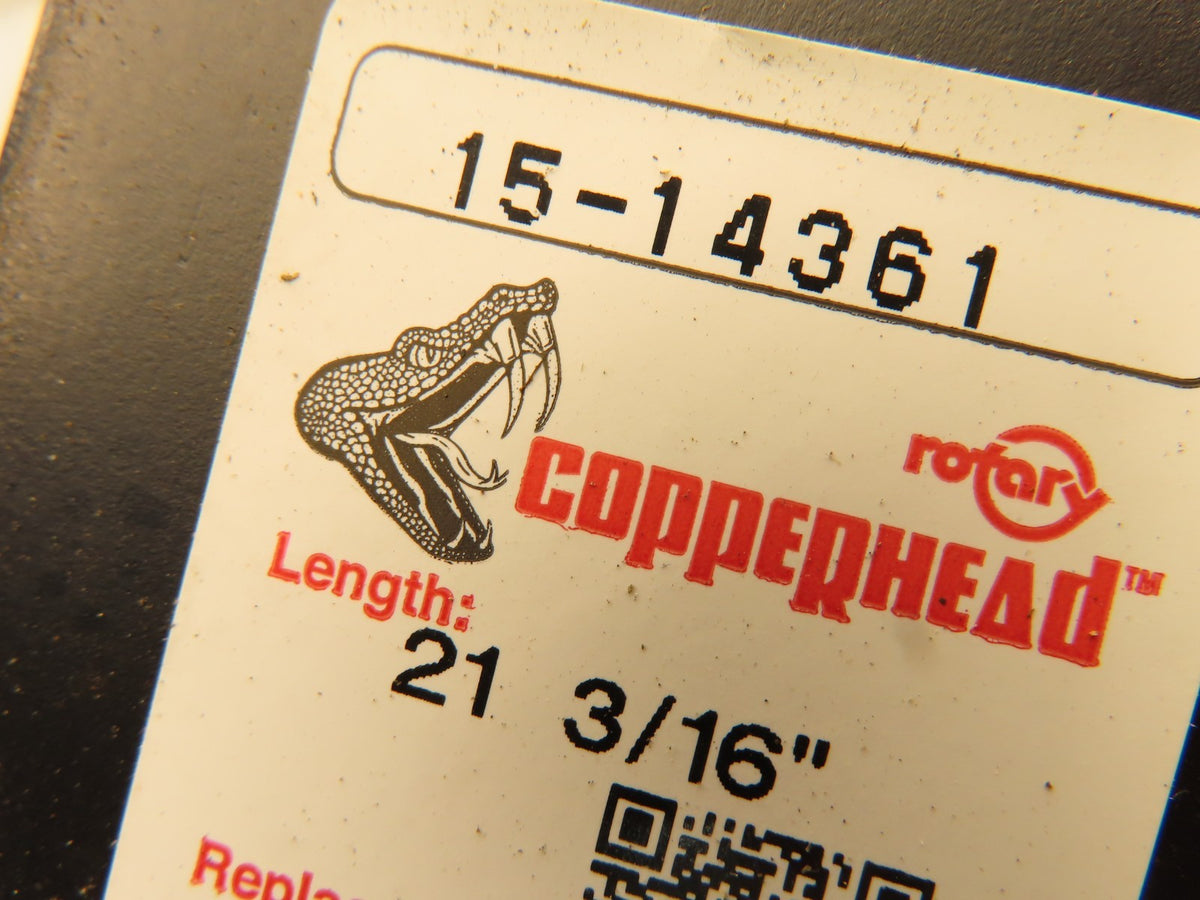 15-14361
rotary
COPPERHEAD™
Length:
21 3/16"